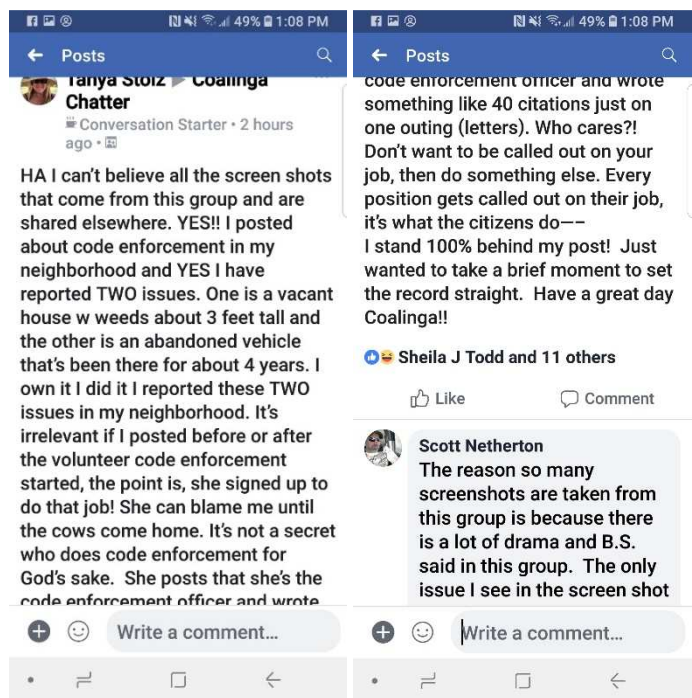 49% 1:08 PM
Posts
Tanya Stolz Coalinga
Chatter
Conversation Starter • 2 hours
ago •
HA I can't believe all the screen shots
that come from this group and are
shared elsewhere. YES!! I posted
about code enforcement in my
neighborhood and YES I have
reported TWO issues. One is a vacant
house w weeds about 3 feet tall and
the other is an abandoned vehicle
that's been there for about 4 years. I
own it I did it I reported these TWO
issues in my neighborhood. It's
irrelevant if I posted before or after
the volunteer code enforcement
started, the point is, she signed up to
do that job! She can blame me until
the cows come home. It's not a secret
who does code enforcement for
God's sake. She posts that she's the
code enforcement officer and wrote
Write a comment...
49% 1:08 PM
Posts
code enforcement officer and wrote
something like 40 citations just on
one outing (letters). Who cares?!
Don't want to be called out on your
job, then do something else. Every
position gets called out on their job,
it's what the citizens do—--
I stand 100% behind my post! Just
wanted to take a brief moment to set
the record straight. Have a great day
Coalinga!!
Sheila J Todd and 11 others
Like Comment
Scott Netherton
The reason so many
screenshots are taken from
this group is because there
is a lot of drama and B.S.
said in this group. The only
issue I see in the screen shot
Write a comment...